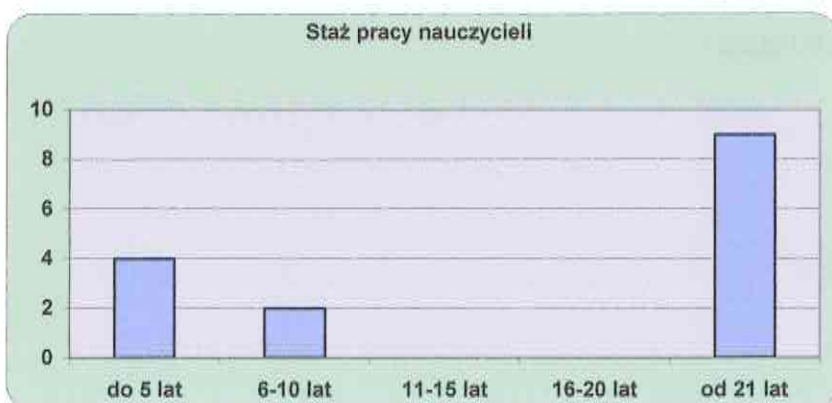 Staż pracy nauczycieli
10
8
6
4
2
0
do 5 lat
6-10 lat
11-15 lat
16-20 lat
od 21 lat